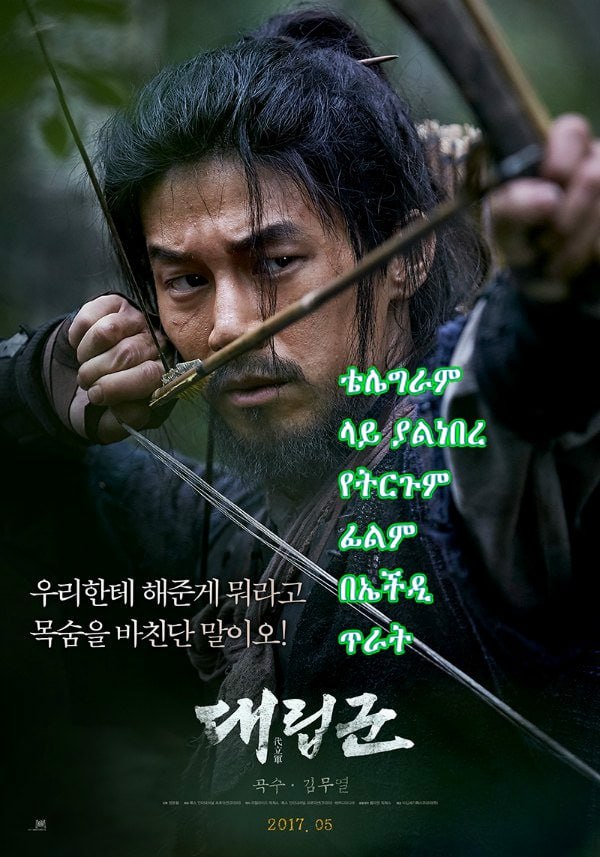 ቴሌግራም
ላይ ያልነበረ
የትርጉም
ፊልም
በኤችዲ
ጥራት
우리한테 해준게 뭐라고
목숨을 바친단 말이오!
대립군
代立軍
곡수 · 김무열
2017. 05